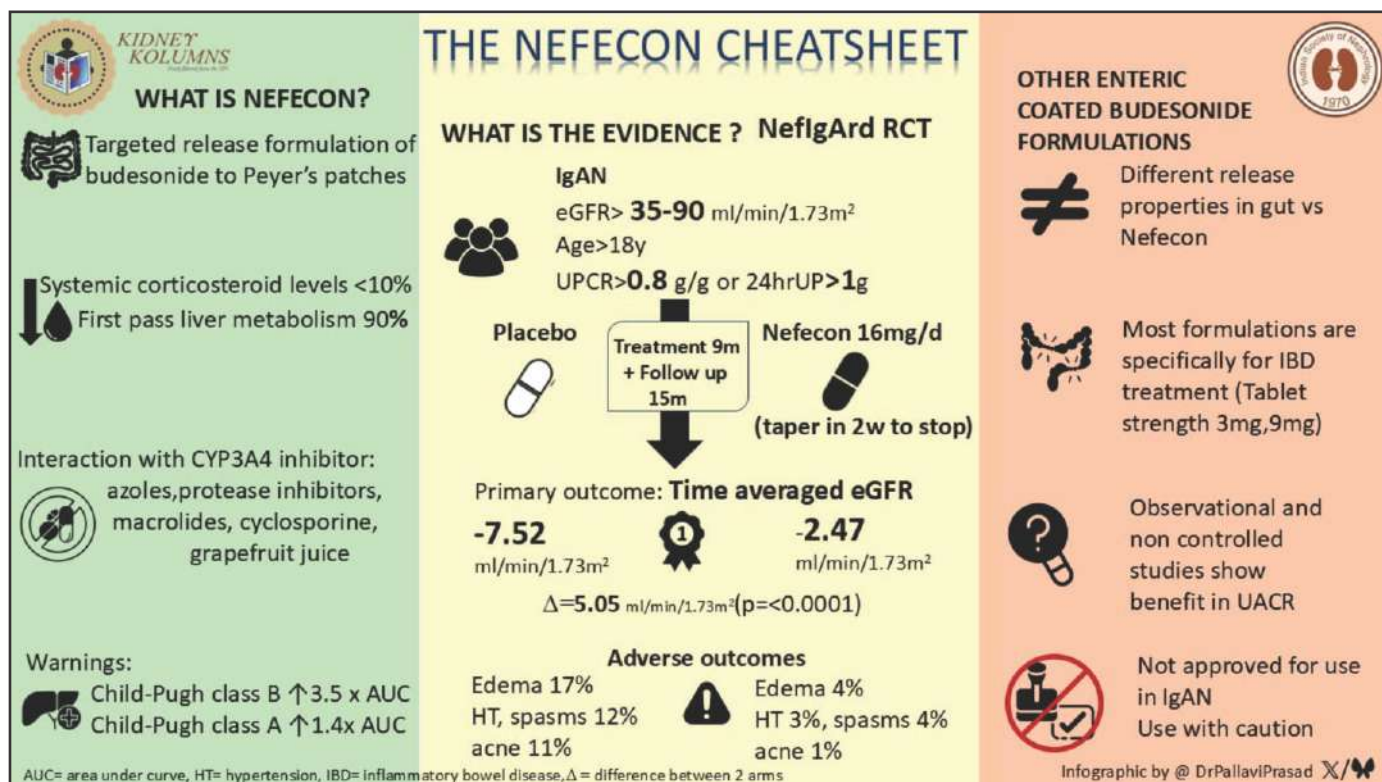 KIDNEY
KOLUMNS
THE NEFECON CHEATSHEET
Indian Society of Nephrology
1970
WHAT IS NEFECON?
Targeted release formulation of
budesonide to Peyer's patches
Systemic corticosteroid levels <10%
First pass liver metabolism 90%
Interaction with CYP3A4 inhibitor:
azoles,protease inhibitors,
macrolides, cyclosporine,
grapefruit juice
Warnings:
Child-Pugh class B ↑3.5 x AUC
Child-Pugh class A ↑1.4x AUC
WHAT IS THE EVIDENCE ? NefIgArd RCT
IgAN
eGFR> 35-90 ml/min/1.73m²
Age>18y
UPCR>0.8 g/g or 24hrUP>1g
Placebo
Treatment 9m
+ Follow up
15m
Nefecon 16mg/d
(taper in 2w to stop)
Primary outcome: Time averaged eGFR
-7.52
ml/min/1.73m²
1
-2.47
ml/min/1.73m²
Δ=5.05 ml/min/1.73m²(p=<0.0001)
Adverse outcomes
Edema 17%
HT, spasms 12%
acne 11%
Edema 4%
HT 3%, spasms 4%
acne 1%
OTHER ENTERIC
COATED BUDESONIDE
FORMULATIONS
Different release
properties in gut vs
Nefecon
Most formulations are
specifically for IBD
treatment (Tablet
strength 3mg,9mg)
Observational and
non controlled
studies show
benefit in UACR
Not approved for use
in IgAN
Use with caution
AUC= area under curve, HT= hypertension, IBD= inflammatory bowel disease,Δ = difference between 2 arms
Infographic by @ DrPallaviPrasad X/